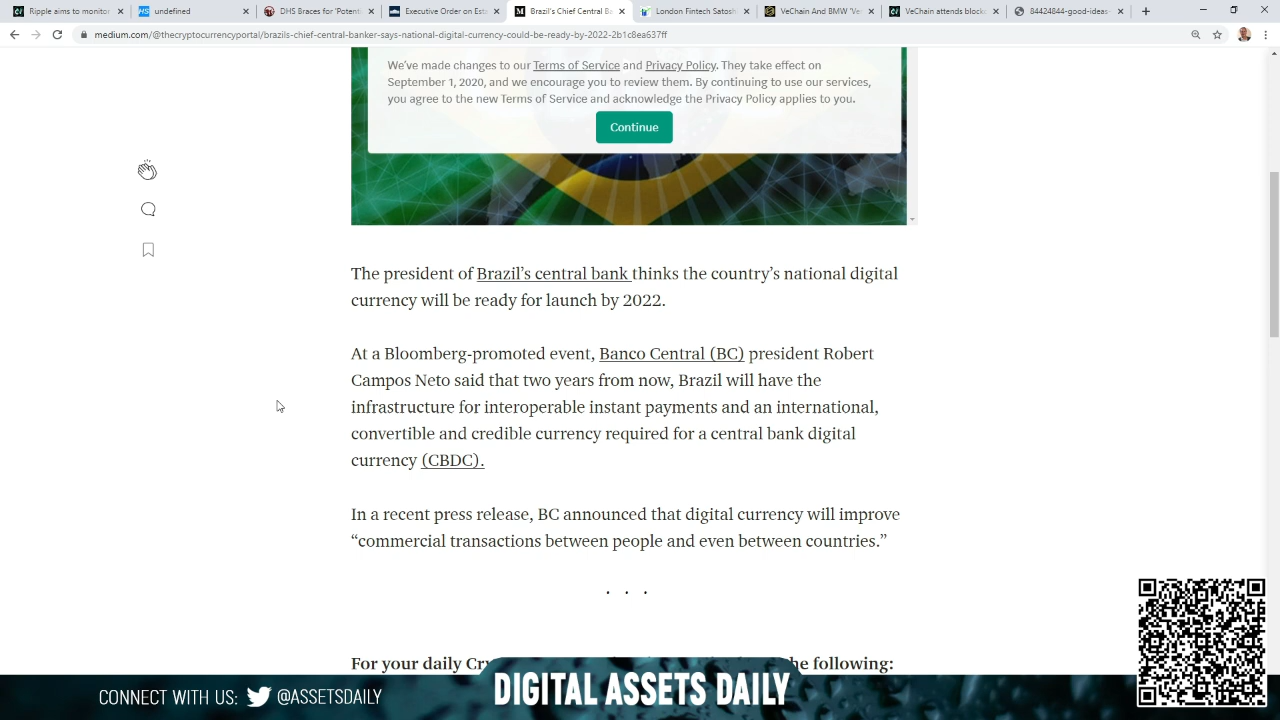 Ripple aims to monitor
undefined
DHS Braces for 'Potenti
Executive Order on Est
Brazil's Chief Central Ba
London Fintech Satosh
VeChain And BMW 'Ve
VeChain attends block
84424844-good-ideas-
medium.com/@thecryptocurrencyportal/brazils-chief-central-banker-says-national-digital-currency-could-be-ready-by-2022-2b1c8ea637ff
We've made changes to our Terms of Service and Privacy Policy. They take effect on
September 1, 2020, and we encourage you to review them. By continuing to use our services,
you agree to the new Terms of Service and acknowledge the Privacy Policy applies to you.
Continue
The president of Brazil's central bank thinks the country's national digital
currency will be ready for launch by 2022.
At a Bloomberg-promoted event, Banco Central (BC) president Robert
Campos Neto said that two years from now, Brazil will have the
infrastructure for interoperable instant payments and an international,
convertible and credible currency required for a central bank digital
currency (CBDC).
In a recent press release, BC announced that digital currency will improve
“commercial transactions between people and even between countries.”
. . .
For your daily Cr he following:
CONNECT WITH US: @ASSETSDAILY
DIGITAL ASSETS DAILY